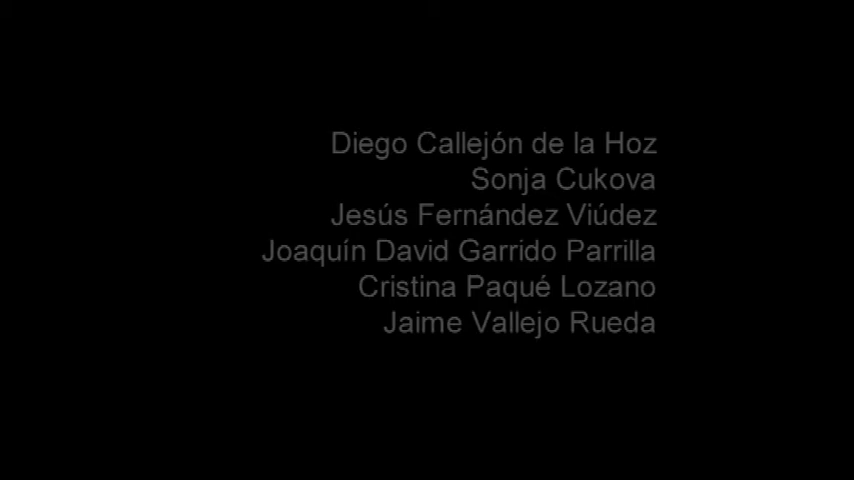 Diego Callejón de la Hoz
Sonja Cukova
Jesús Fernández Viúdez
Joaquín David Garrido Parrilla
Cristina Paqué Lozano
Jaime Vallejo Rueda